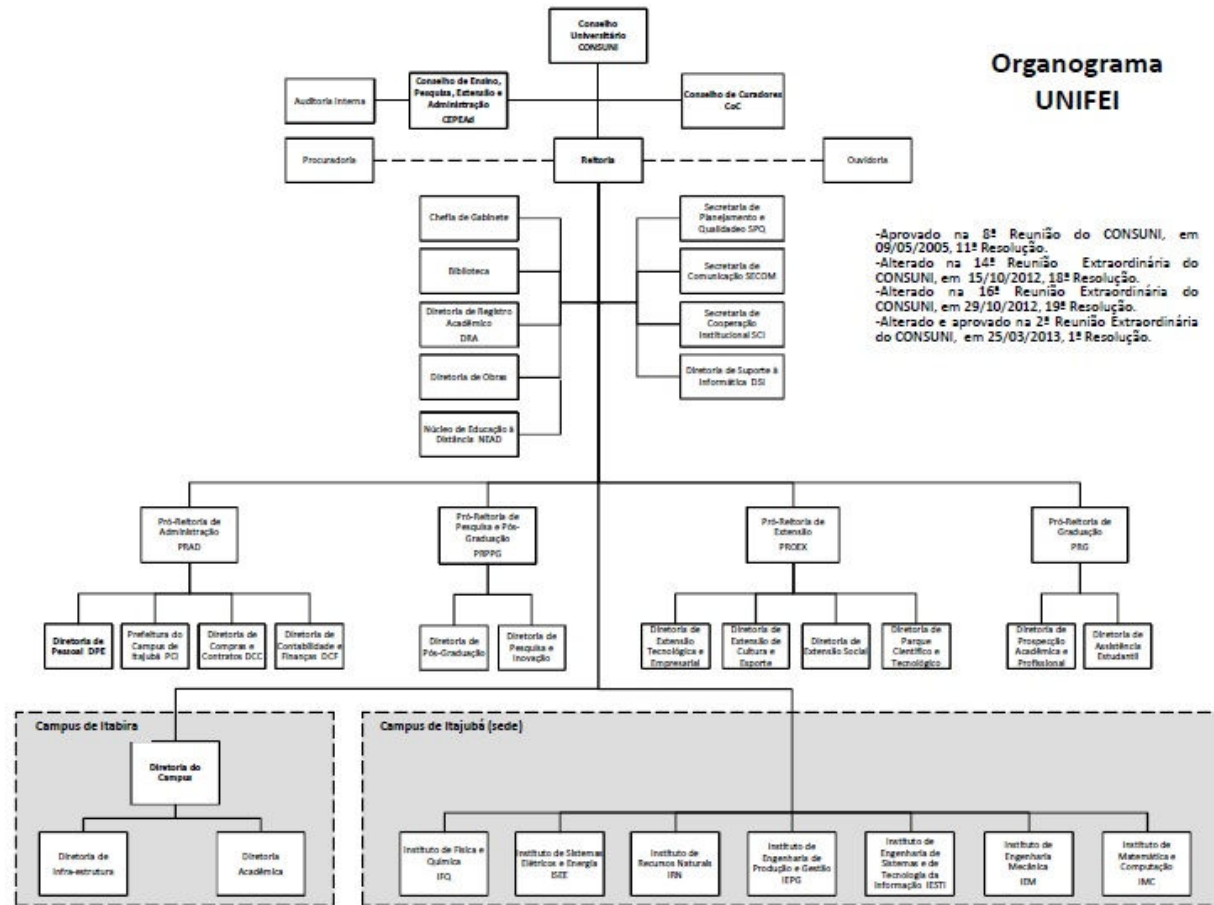 Conselho
Universitário
CONSUNI
Organograma
UNIFEI
Auditoria Interna
Conselho de Ensino,
Pesquisa, Extensão e
Administração
CEPEAd
Conselho de Curadores
CoC
Procuradoria
Reitoria
Ouvidoria
Chefia de Gabinete
Secretaria de
Planejamento e
Qualidadeo SPQ
Biblioteca
Secretaria de
Comunicação SECOM
Diretoria de Registro
Acadêmico
DRA
Secretaria de
Cooperação
Institucional SCI
Diretoria de Obras
Diretoria de Suporte à
Informática DSI
Núcleo de Educação à
Distância NEAD
-Aprovado na 8ª Reunião do CONSUNI, em
09/05/2005, 11ª Resolução.
-Alterado na 14ª Reunião Extraordinária do
CONSUNI, em 15/10/2012, 18ª Resolução.
-Alterado na 16ª Reunião Extraordinária do
CONSUNI, em 29/10/2012, 19ª Resolução.
-Alterado e aprovado na 2ª Reunião Extraordinária
do CONSUNI, em 25/03/2013, 1ª Resolução.
Pró-Reitoria de
Administração
PRAD
Pró-Reitoria de
Pesquisa e Pós-
Graduação
PRPPG
Pró-Reitoria de
Extensão
PROEX
Pró-Reitoria de
Graduação
PRG
Diretoria de
Pessoal DPE
Prefeitura do
Campus de
Itajubá PCI
Diretoria de
Compras e
Contratos DCC
Diretoria de
Contabilidade e
Finanças DCF
Diretoria de
Pós-Graduação
Diretoria de
Pesquisa e
Inovação
Diretoria de
Extensão
Tecnológica e
Empresarial
Diretoria de
Extensão de
Cultura e
Esporte
Diretoria de
Extensão Social
Diretoria de
Parque
Científico e
Tecnológico
Diretoria de
Prospecção
Acadêmica e
Profissional
Diretoria de
Assistência
Estudantil
Campus de Itabira
Diretoria do
Campus
Diretoria de
Infra-estrutura
Diretoria
Acadêmica
Campus de Itajubá (sede)
Instituto de Física e
Química
IFQ
Instituto de Sistemas
Elétricos e Energia
ISEE
Instituto de
Recursos Naturais
IRN
Instituto de
Engenharia de
Produção e Gestão
IEPG
Instituto de
Engenharia de
Sistemas e de
Tecnologia da
Informação IESTI
Instituto de
Engenharia
Mecânica
IEM
Instituto de
Matemática e
Computação
IMC